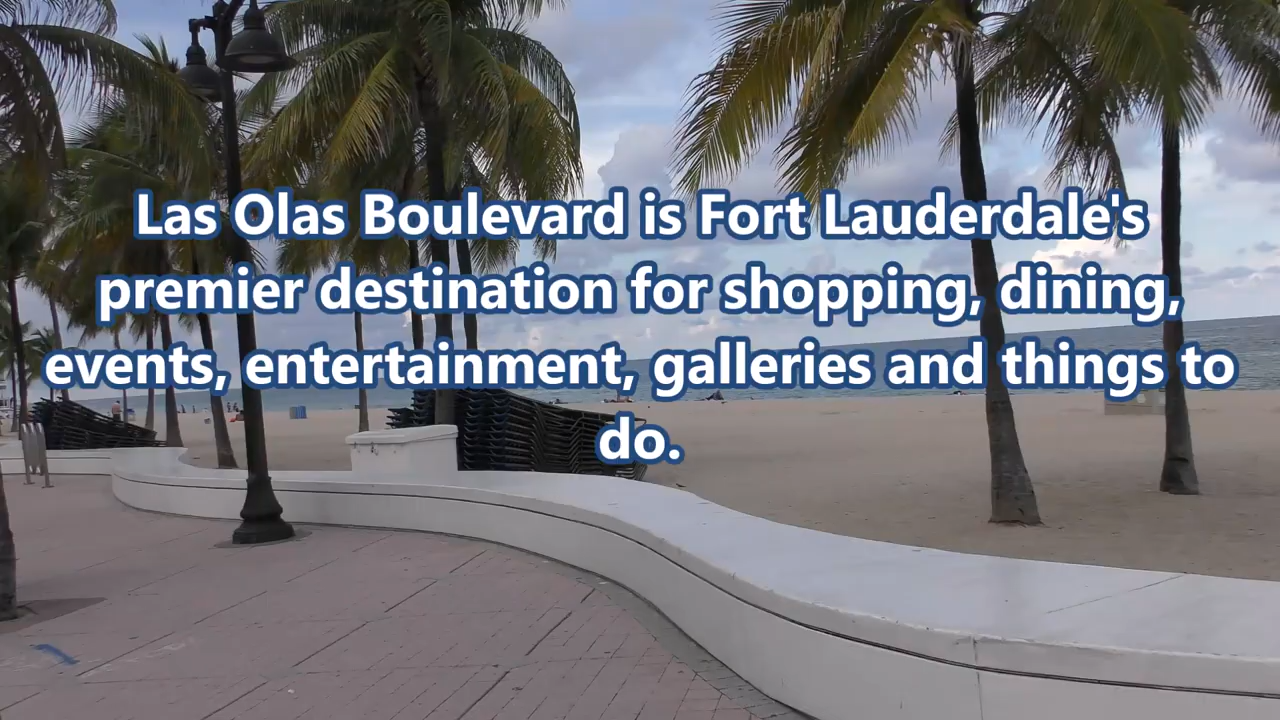 Las Olas Boulevard is Fort Lauderdale's
premier destination for shopping, dining,
events, entertainment, galleries and things to
do.